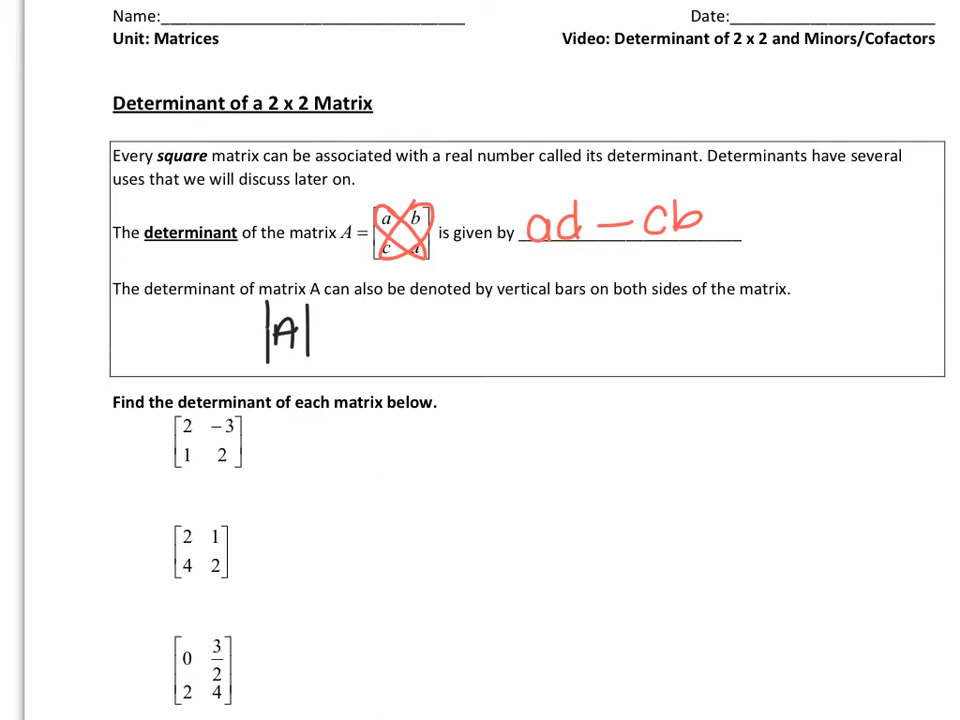 Name:____________________ Date:____________________
Unit: Matrices Video: Determinant of 2 x 2 and Minors/Cofactors
Determinant of a 2 x 2 Matrix
Every square matrix can be associated with a real number called its determinant. Determinants have several
uses that we will discuss later on.
The determinant of the matrix A = [a b
c d] is given by ad − cb
The determinant of matrix A can also be denoted by vertical bars on both sides of the matrix.
|A|
Find the determinant of each matrix below.
[2 −3
1 2]
[2 1
4 2]
[0 3/2
2 4]